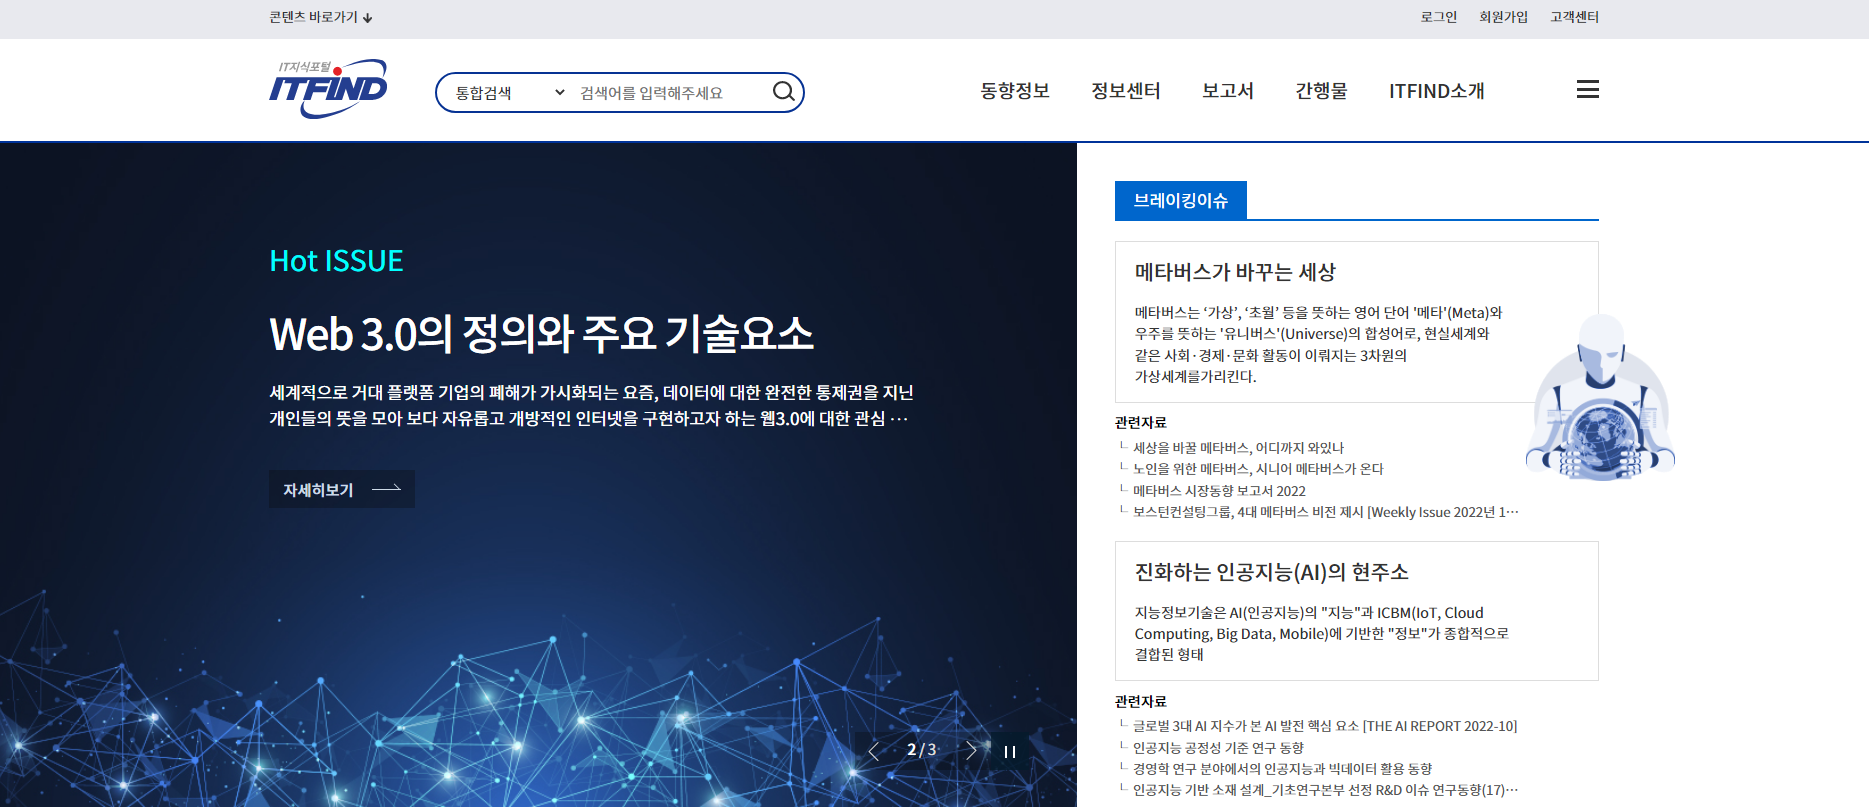 콘텐츠 바로가기
로그인 회원가입 고객센터
IT지식포털
ITFIND
통합검색 검색어를 입력해주세요
동향정보 정보센터 보고서 간행물 ITFIND소개
Hot ISSUE
Web 3.0의 정의와 주요 기술요소
세계적으로 거대 플랫폼 기업의 폐해가 가시화되는 요즘, 데이터에 대한 완전한 통제권을 지닌
개인들의 뜻을 모아 보다 자유롭고 개방적인 인터넷을 구현하고자 하는 웹3.0에 대한 관심 …
자세히보기
2 / 3
브레이킹이슈
메타버스가 바꾸는 세상
메타버스는 ‘가상’, ‘초월’ 등을 뜻하는 영어 단어 '메타'(Meta)와
우주를 뜻하는 '유니버스'(Universe)의 합성어로, 현실세계와
같은 사회·경제·문화 활동이 이뤄지는 3차원의
가상세계를가리킨다.
관련자료
세상을 바꿀 메타버스, 어디까지 와있나
노인을 위한 메타버스, 시니어 메타버스가 온다
메타버스 시장동향 보고서 2022
보스턴컨설팅그룹, 4대 메타버스 비전 제시 [Weekly Issue 2022년 1…
진화하는 인공지능(AI)의 현주소
지능정보기술은 AI(인공지능)의 "지능"과 ICBM(IoT, Cloud
Computing, Big Data, Mobile)에 기반한 "정보"가 종합적으로
결합된 형태
관련자료
글로벌 3대 AI 지수가 본 AI 발전 핵심 요소 [THE AI REPORT 2022-10]
인공지능 공정성 기준 연구 동향
경영학 연구 분야에서의 인공지능과 빅데이터 활용 동향
인공지능 기반 소재 설계_기초연구본부 선정 R&D 이슈 연구동향(17)…